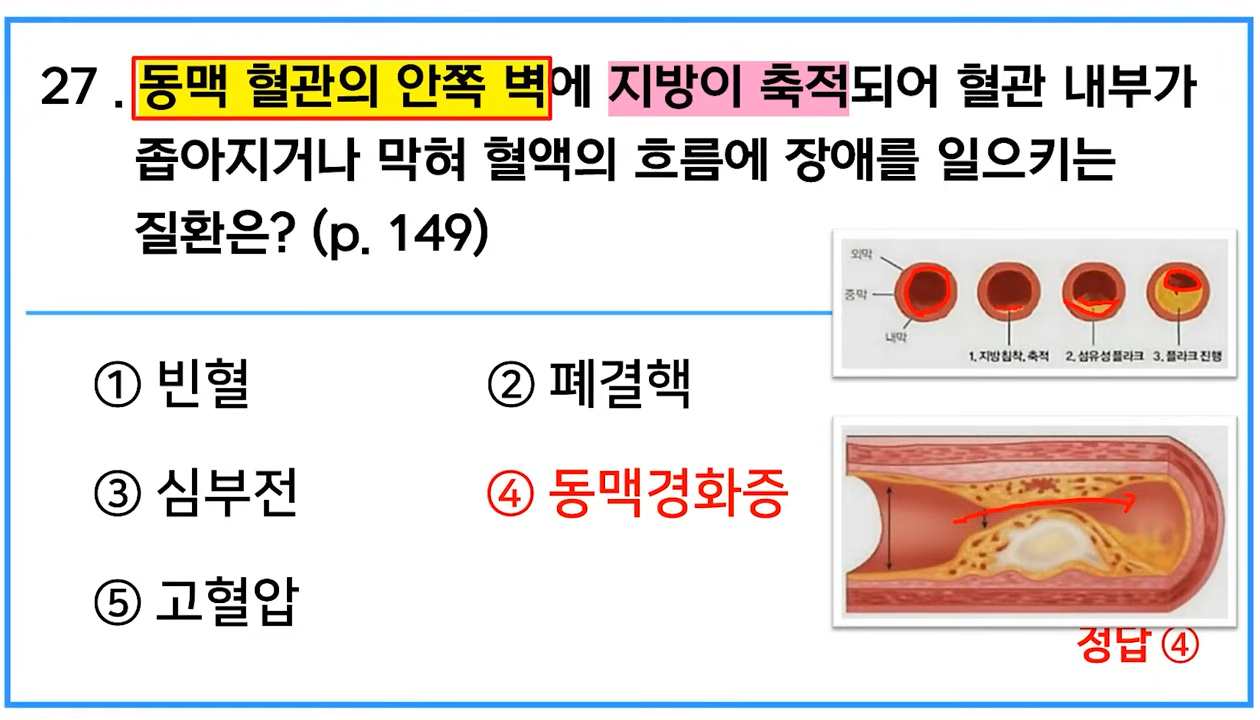 27 . 동맥 혈관의 안쪽 벽에 지방이 축적되어 혈관 내부가
좁아지거나 막혀 혈액의 흐름에 장애를 일으키는
질환은? (p. 149)
외막
중막
내막
1. 지방침착, 축적 2. 섬유성 플라크 3. 플라크 진행
① 빈혈 ② 폐결핵
③ 심부전 ④ 동맥경화증
⑤ 고혈압
정답 ④